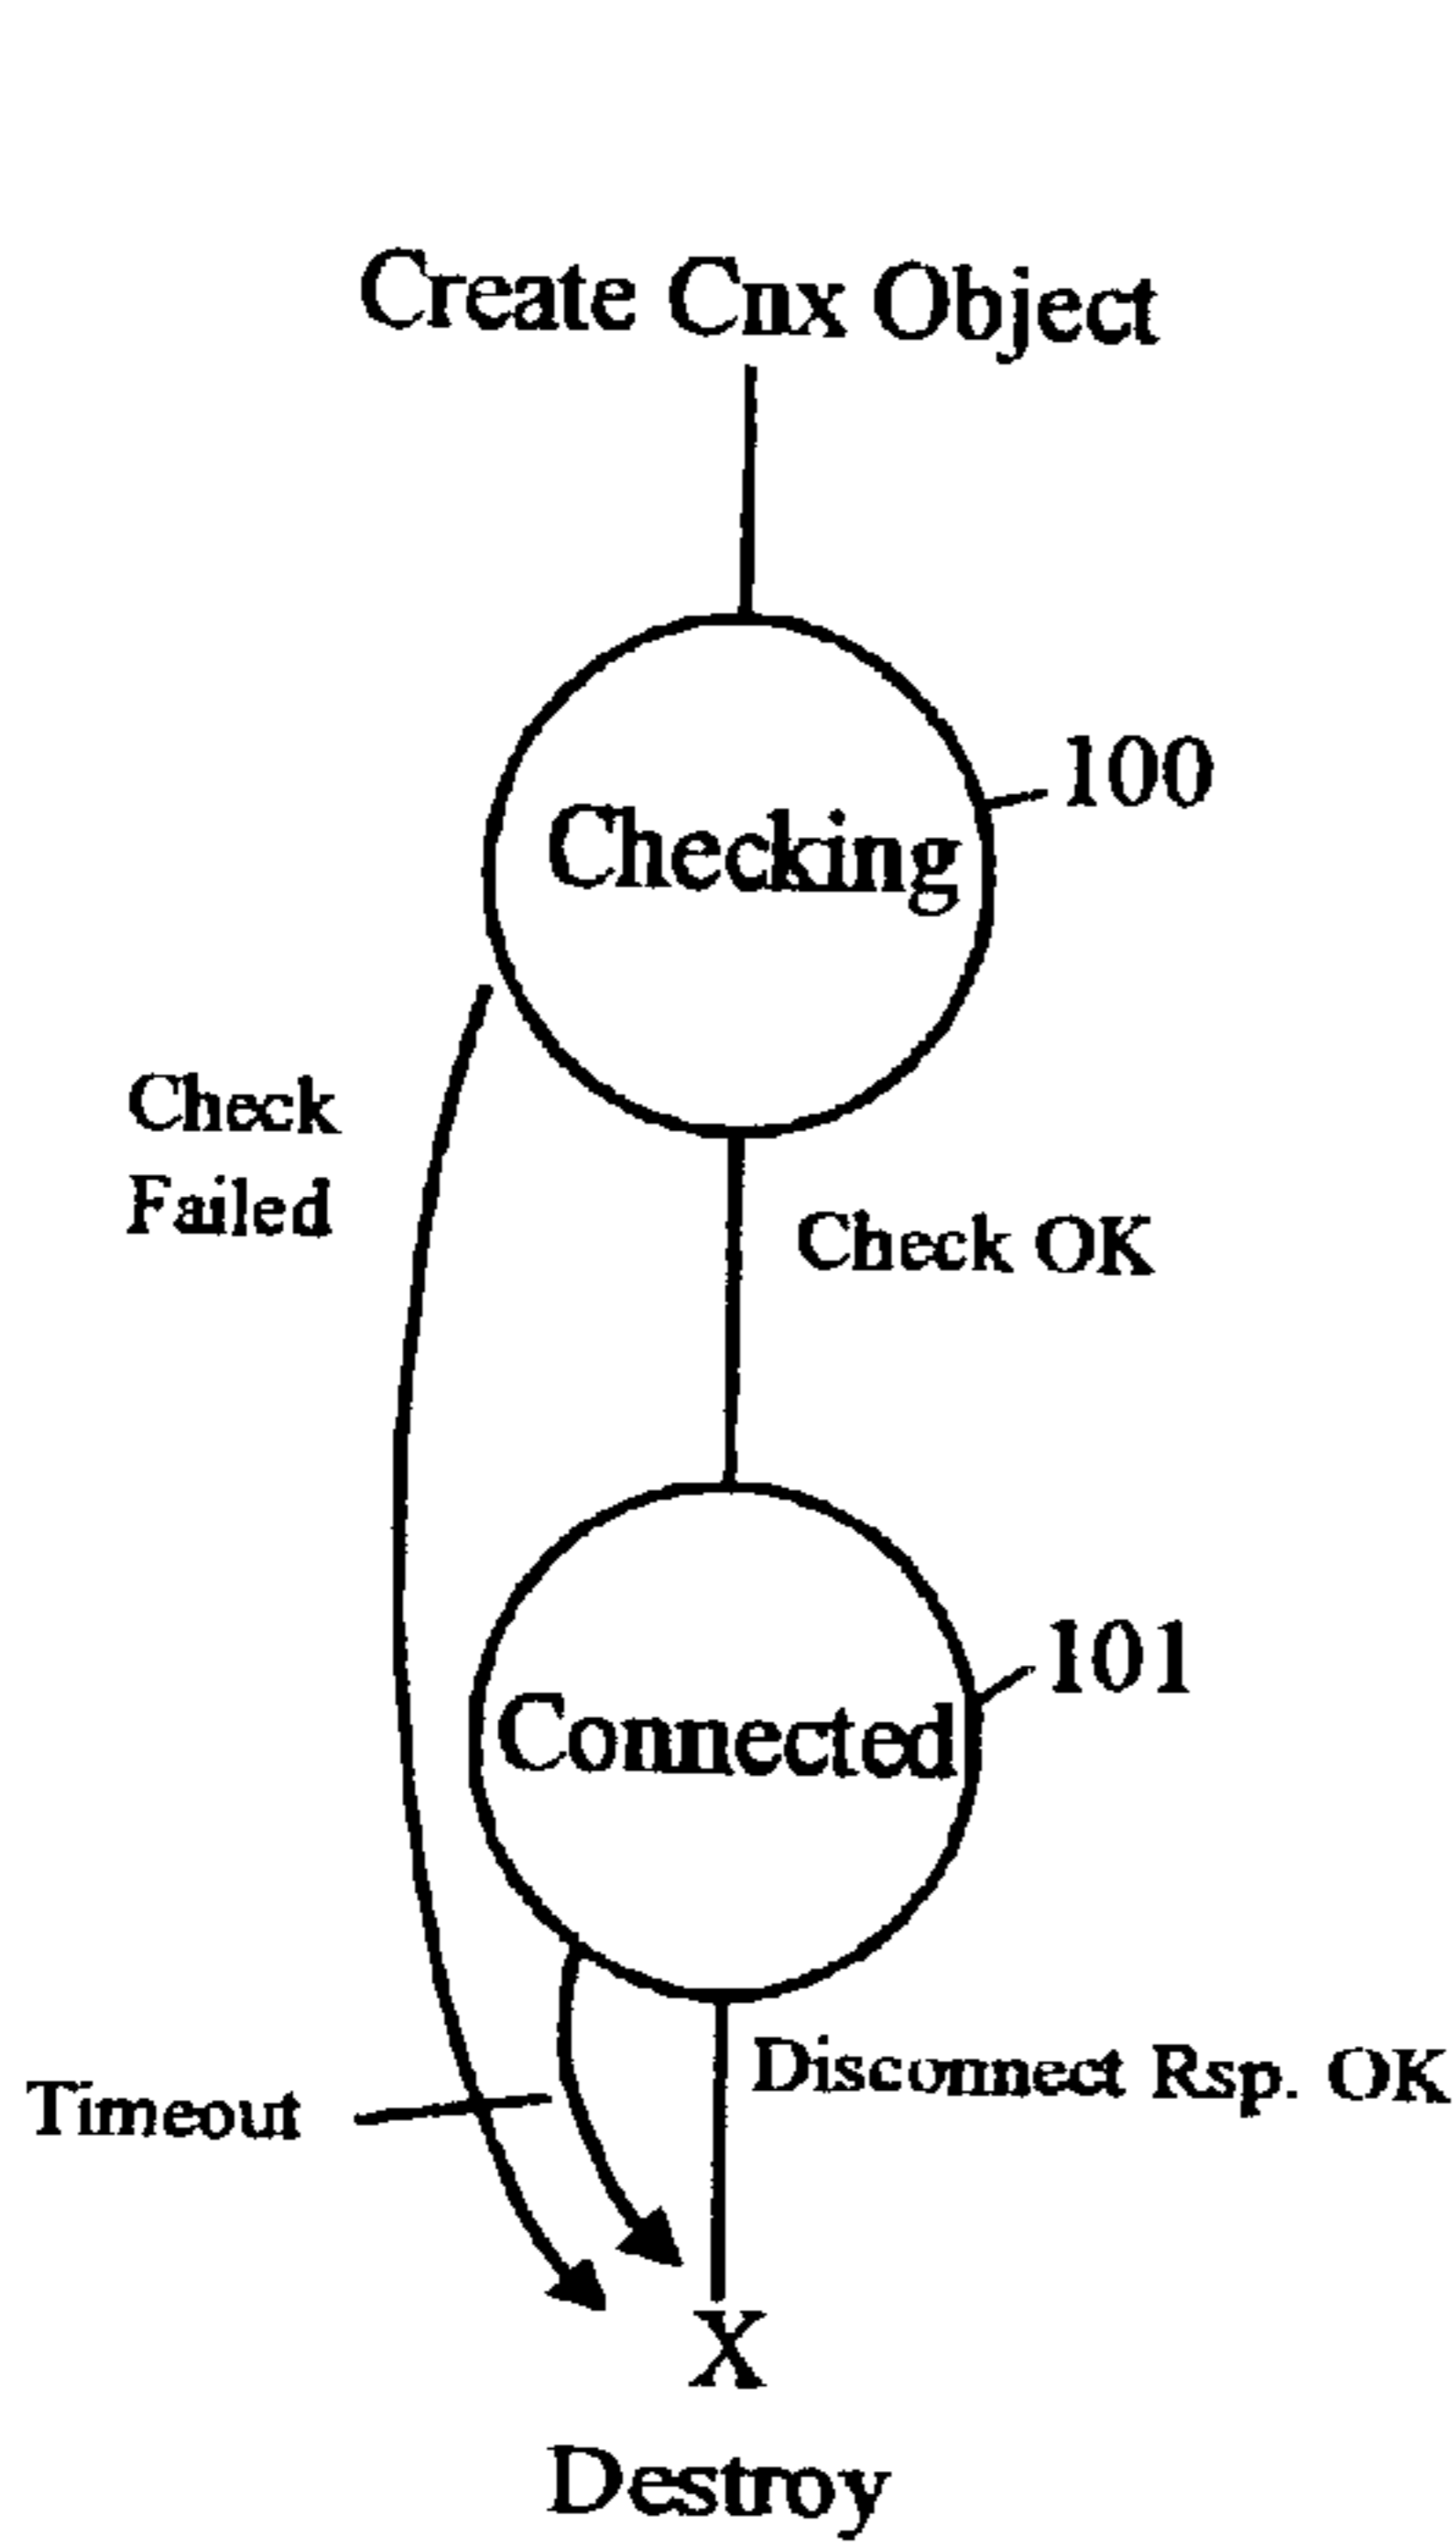 Create Cnx Object
100
Checking
Check
Failed
Check OK
101
Connected
Disconnect Rsp. OK
Timeout
X
Destroy